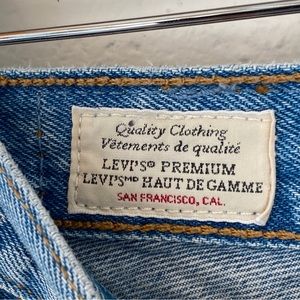 Quality Clothing
Vêtements de qualité
LEVI'S® PREMIUM
LEVI'Sᴹᴰ HAUT DE GAMME
SAN FRANCISCO, CAL.